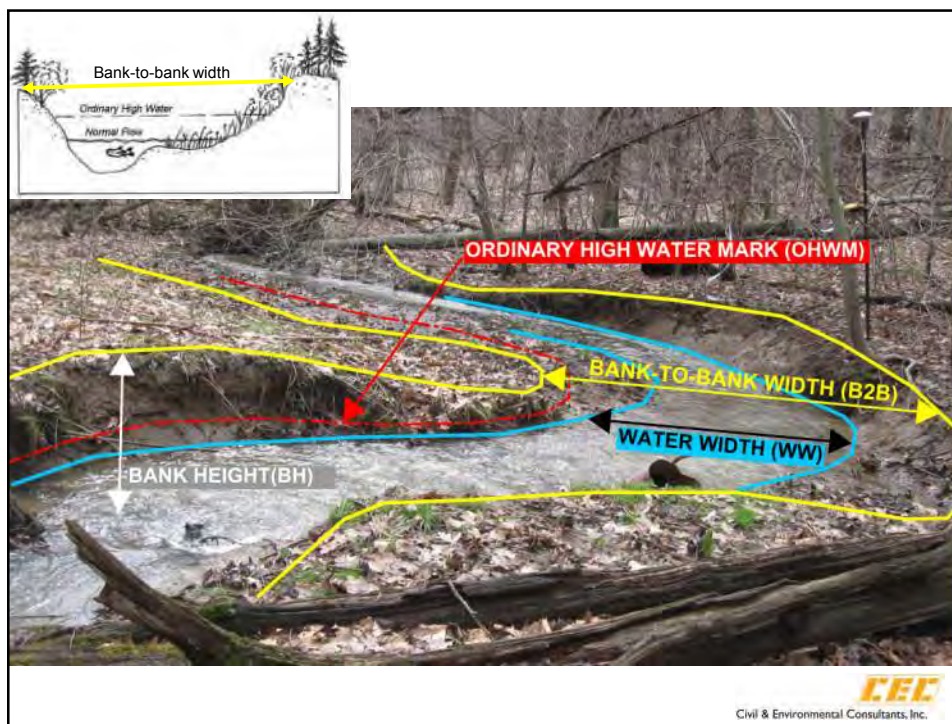 Bank-to-bank width
Ordinary High Water
Normal Flow
ORDINARY HIGH WATER MARK (OHWM)
BANK-TO-BANK WIDTH (B2B)
WATER WIDTH (WW)
BANK HEIGHT(BH)
CEC
Civil & Environmental Consultants, Inc.